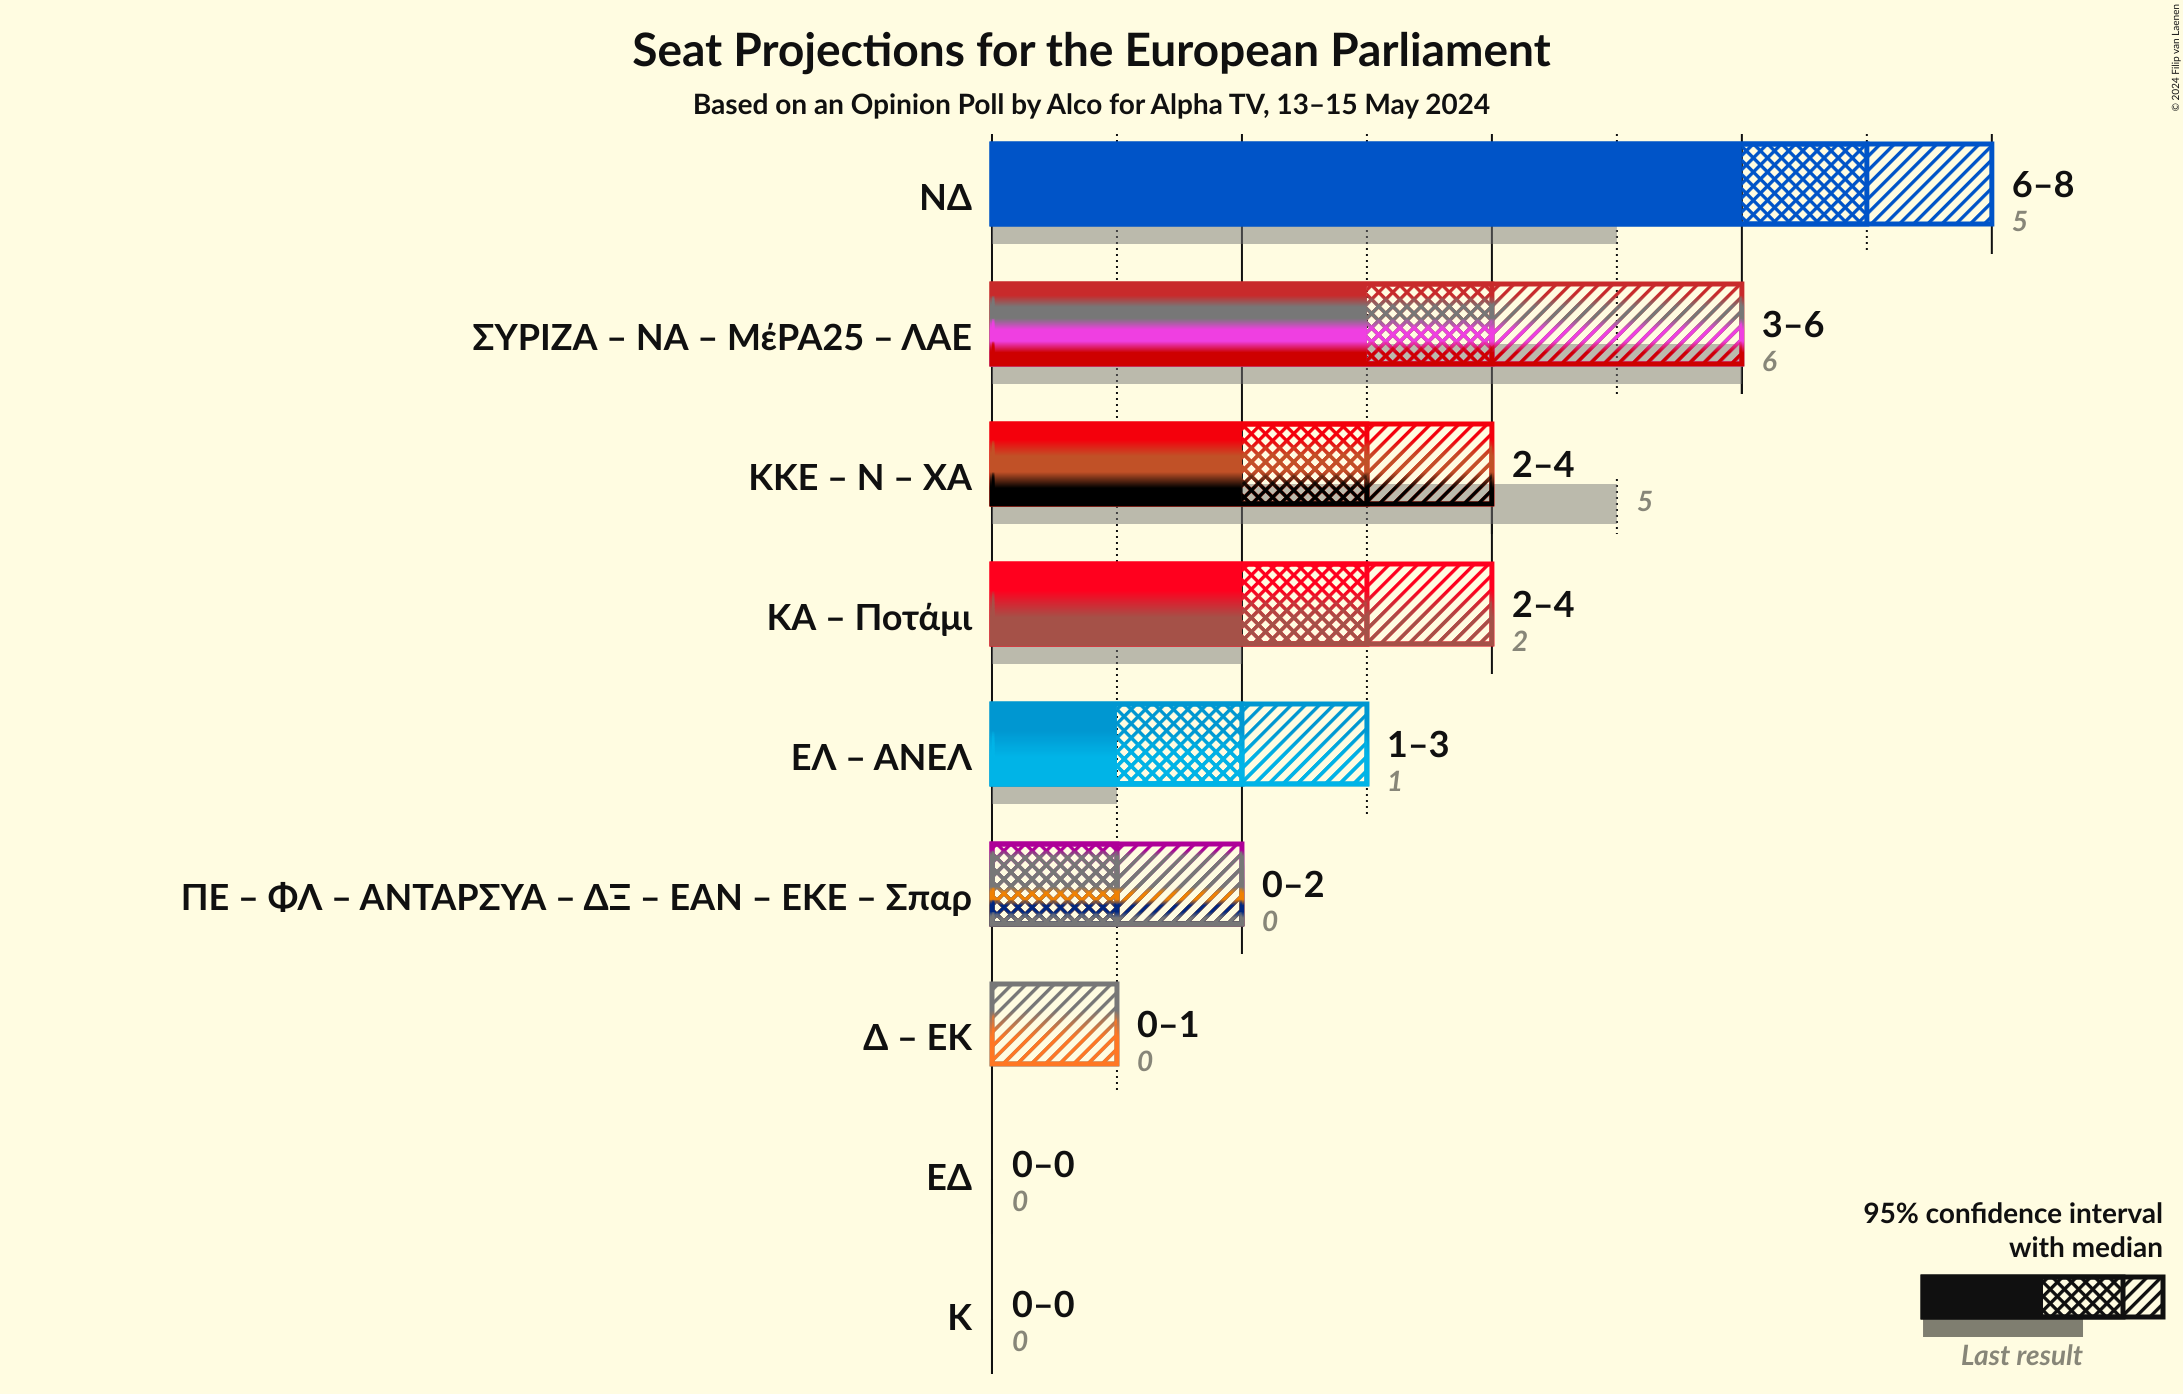 Seat Projections for the European Parliament
Based on an Opinion Poll by Alco for Alpha TV, 13–15 May 2024
© 2024 Filip van Laenen
ΝΔ
6–8
5
ΣΥΡΙΖΑ – ΝΑ – ΜέΡΑ25 – ΛΑΕ
3–6
6
ΚΚΕ – Ν – ΧΑ
2–4
5
ΚΑ – Ποτάμι
2–4
2
ΕΛ – ΑΝΕΛ
1–3
1
ΠΕ – ΦΛ – ΑΝΤΑΡΣΥΑ – ΔΞ – ΕΑΝ – ΕΚΕ – Σπαρ
0–2
0
Δ – ΕΚ
0–1
0
ΕΔ
0–0
0
Κ
0–0
0
95% confidence interval
with median
Last result